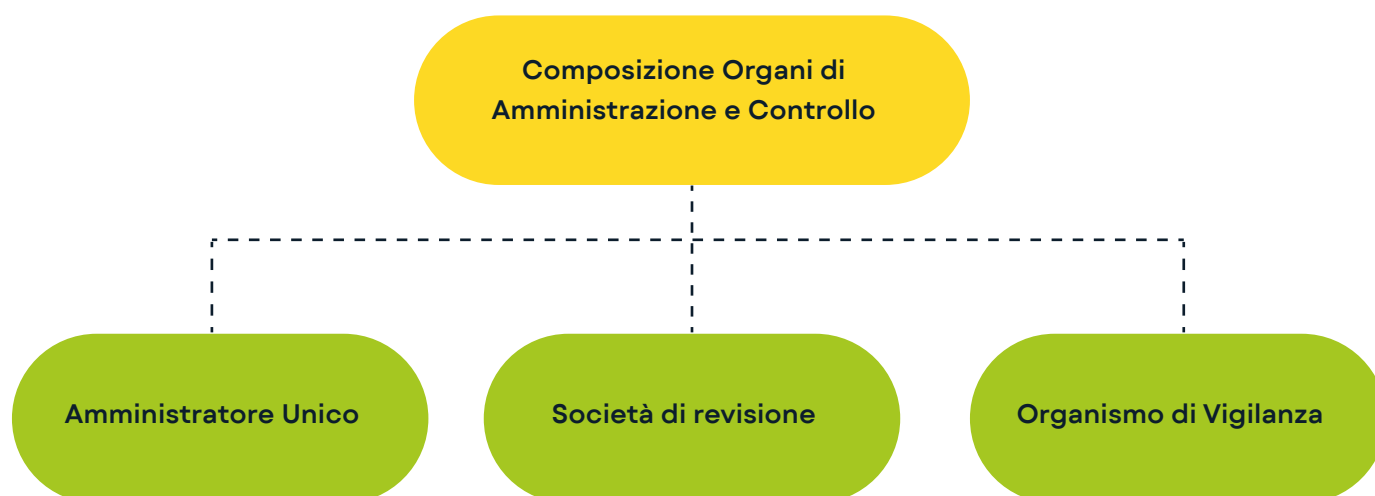 Composizione Organi di
Amministrazione e Controllo
Amministratore Unico
Società di revisione
Organismo di Vigilanza